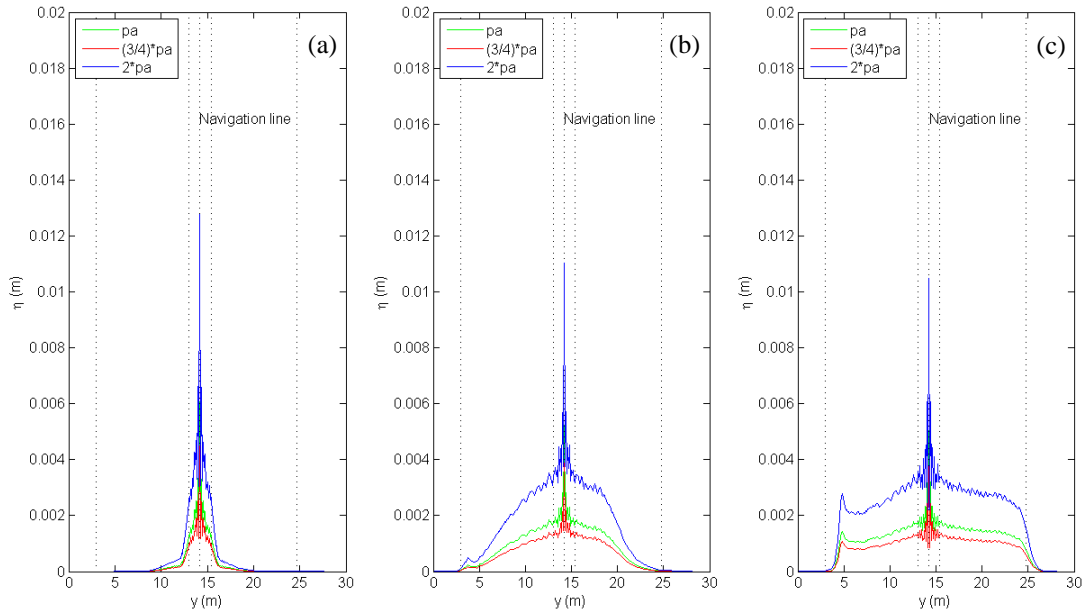 (a)
pa
(3/4)*pa
2*pa
Navigation line
0.02
0.018
0.016
0.014
0.012
0.01
0.008
0.006
0.004
0.002
0
η (m)
0 5 10 15 20 25 30
y (m)
(b)
pa
(3/4)*pa
2*pa
Navigation line
0.02
0.018
0.016
0.014
0.012
0.01
0.008
0.006
0.004
0.002
0
η (m)
0 5 10 15 20 25 30
y (m)
(c)
pa
(3/4)*pa
2*pa
Navigation line
0.02
0.018
0.016
0.014
0.012
0.01
0.008
0.006
0.004
0.002
0
η (m)
0 5 10 15 20 25 30
y (m)